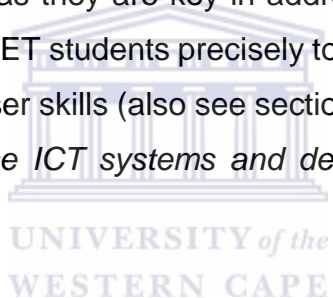 as they are key in addre
ET students precisely to
ser skills (also see sectio
e ICT systems and de
UNIVERSITY of the
WESTERN CAPE